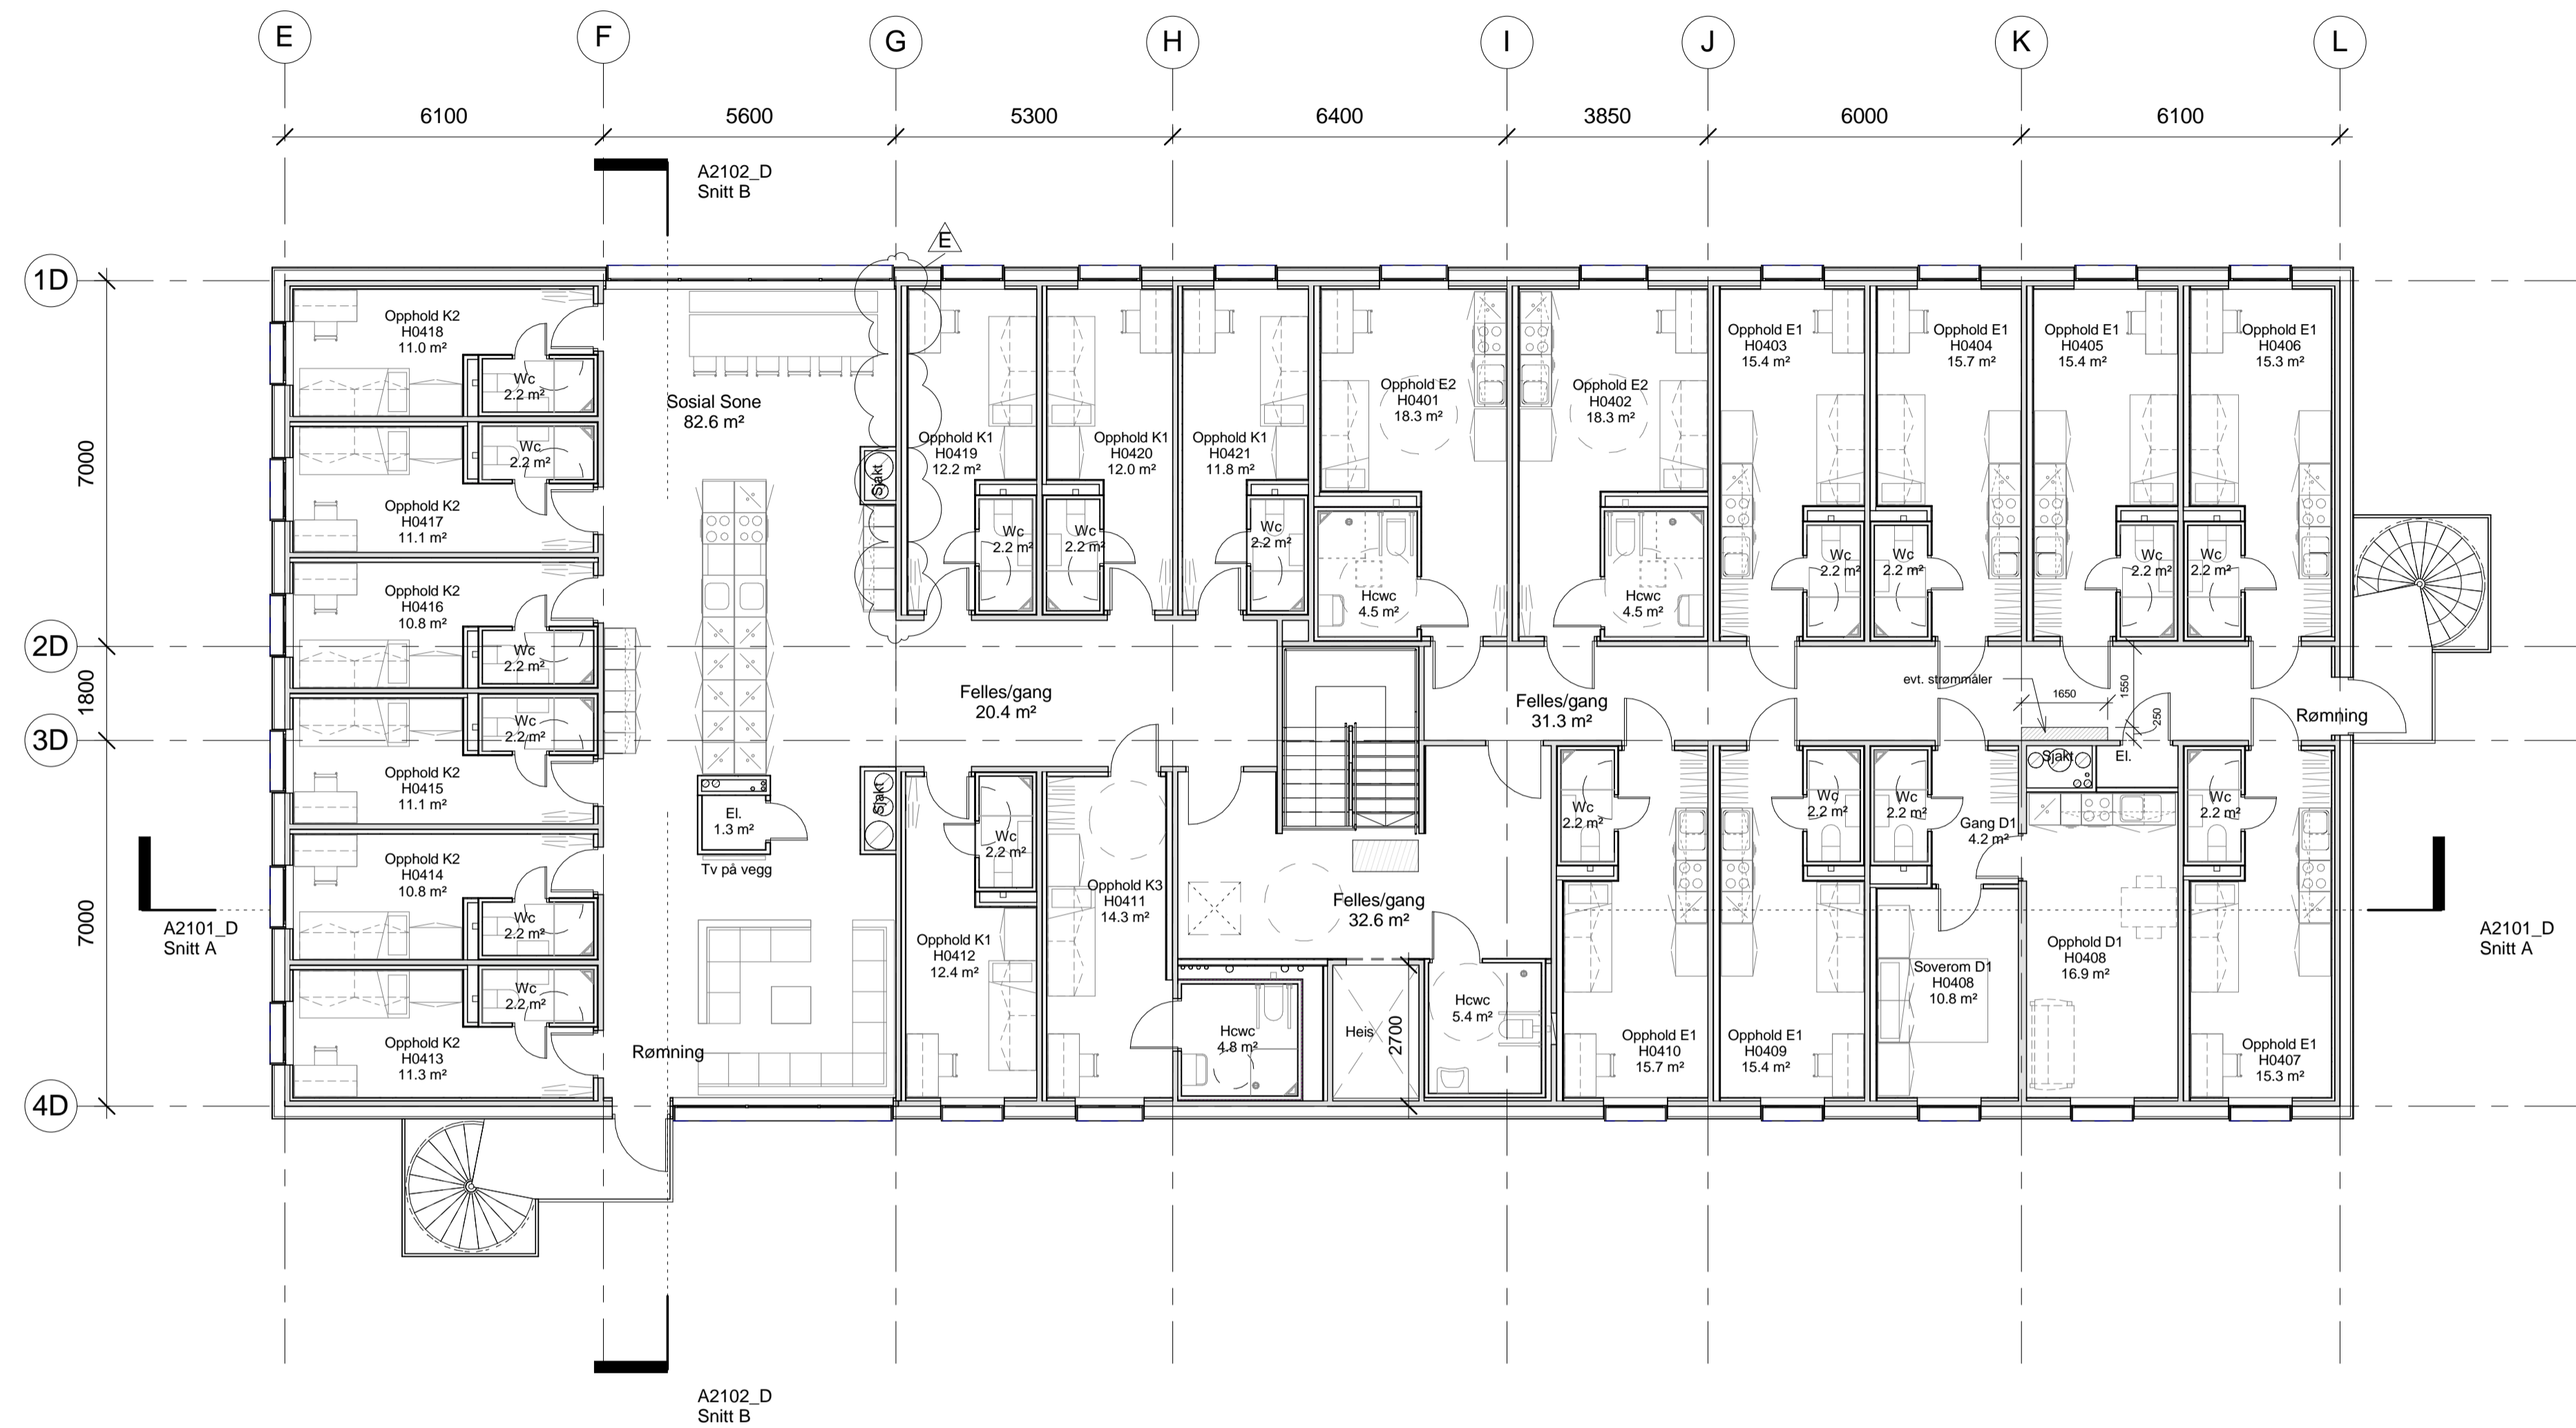 E
F
G
H
I
J
K
L
6100
5600
5300
6400
3850
6000
6100
A2102_D
Snitt B
E
1D
2D
3D
4D
7000
1800
7000
Opphold K2
H0418
11.0 m²
Wc
2.2 m²
Opphold K2
H0417
11.1 m²
Wc
2.2 m²
Opphold K2
H0416
10.8 m²
Wc
2.2 m²
Opphold K2
H0415
11.1 m²
Wc
2.2 m²
Opphold K2
H0414
10.8 m²
Wc
2.2 m²
Opphold K2
H0413
11.3 m²
Wc
2.2 m²
Sosial Sone
82.6 m²
Sjakt
Sjakt
El.
1.3 m²
Tv på vegg
Rømning
Opphold K1
H0419
12.2 m²
Wc
2.2 m²
Opphold K1
H0420
12.0 m²
Wc
2.2 m²
Opphold K1
H0421
11.8 m²
Wc
2.2 m²
Opphold E2
H0401
18.3 m²
Hcwc
4.5 m²
Opphold E2
H0402
18.3 m²
Hcwc
4.5 m²
Opphold E1
H0403
15.4 m²
Wc
2.2 m²
Opphold E1
H0404
15.7 m²
Wc
2.2 m²
Opphold E1
H0405
15.4 m²
Wc
2.2 m²
Opphold E1
H0406
15.3 m²
Wc
2.2 m²
Felles/gang
20.4 m²
Felles/gang
31.3 m²
evt. strømmåler
1650
1550
250
Rømning
Opphold K1
H0412
12.4 m²
Wc
2.2 m²
Opphold K3
H0411
14.3 m²
Felles/gang
32.6 m²
Hcwc
4.8 m²
Heis
2700
Hcwc
5.4 m²
Wc
2.2 m²
Opphold E1
H0410
15.7 m²
Wc
2.2 m²
Opphold E1
H0409
15.4 m²
Wc
2.2 m²
Gang D1
4.2 m²
Soverom D1
H0408
10.8 m²
Sjakt
El.
Opphold D1
H0408
16.9 m²
Wc
2.2 m²
Opphold E1
H0407
15.3 m²
A2101_D
Snitt A
A2101_D
Snitt A
A2102_D
Snitt B